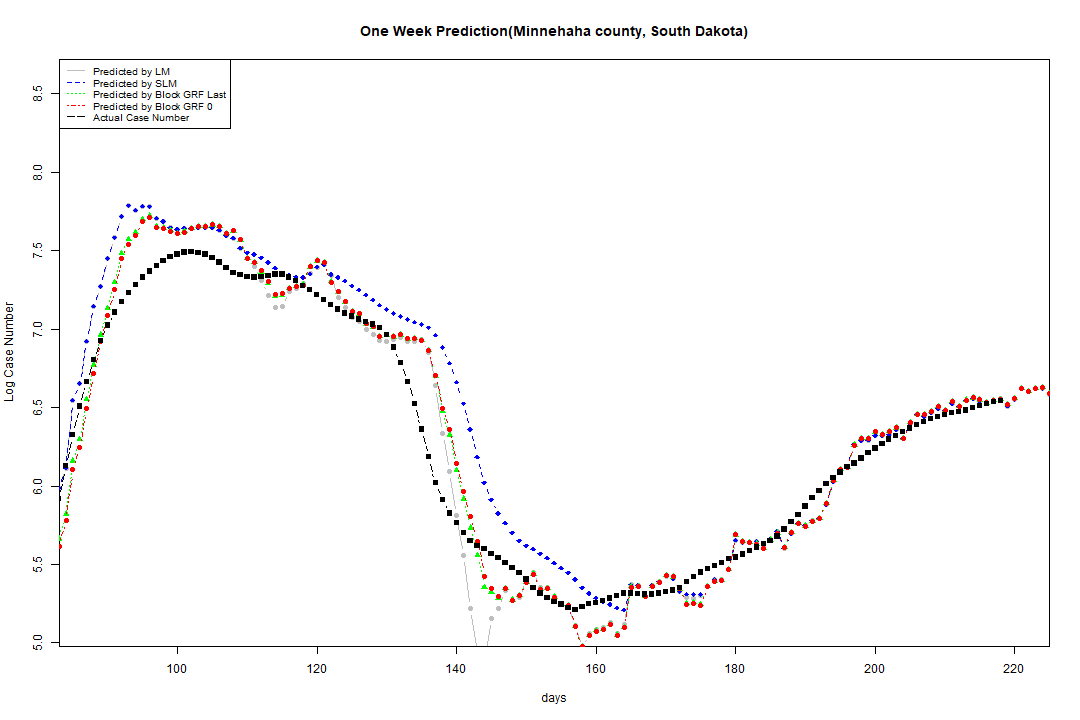 One Week Prediction(Minnehaha county, South Dakota)
Predicted by LM
Predicted by SLM
Predicted by Block GRF Last
Predicted by Block GRF 0
Actual Case Number
8.5
8.0
7.5
7.0
6.5
6.0
5.5
5.0
Log Case Number
100 120 140 160 180 200 220
days